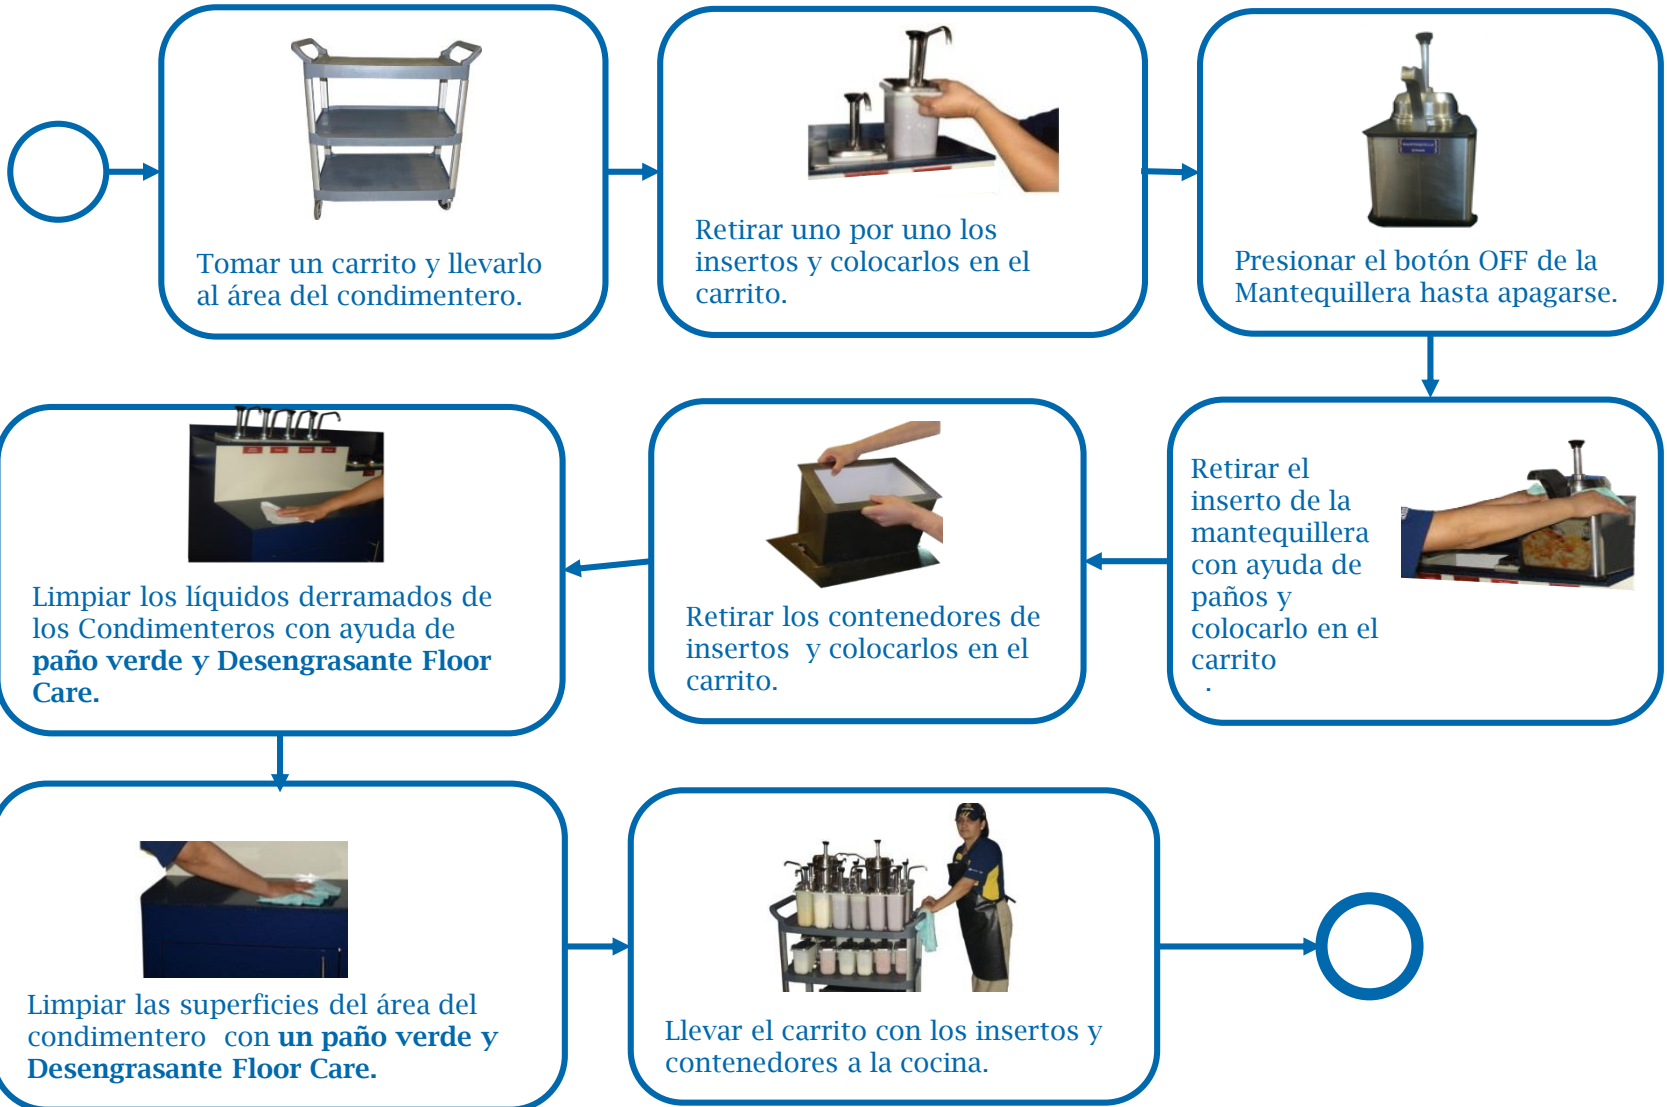 Tomar un carrito y llevarlo
al área del condimentero.
Retirar uno por uno los
insertos y colocarlos en el
carrito.
Presionar el botón OFF de la
Mantequillera hasta apagarse.
Retirar el
inserto de la
mantequillera
con ayuda de
paños y
colocarlo en el
carrito
.
Retirar los contenedores de
insertos y colocarlos en el
carrito.
Limpiar los líquidos derramados de
los Condimenteros con ayuda de
paño verde y Desengrasante Floor
Care.
Limpiar las superficies del área del
condimentero con un paño verde y
Desengrasante Floor Care.
Llevar el carrito con los insertos y
contenedores a la cocina.